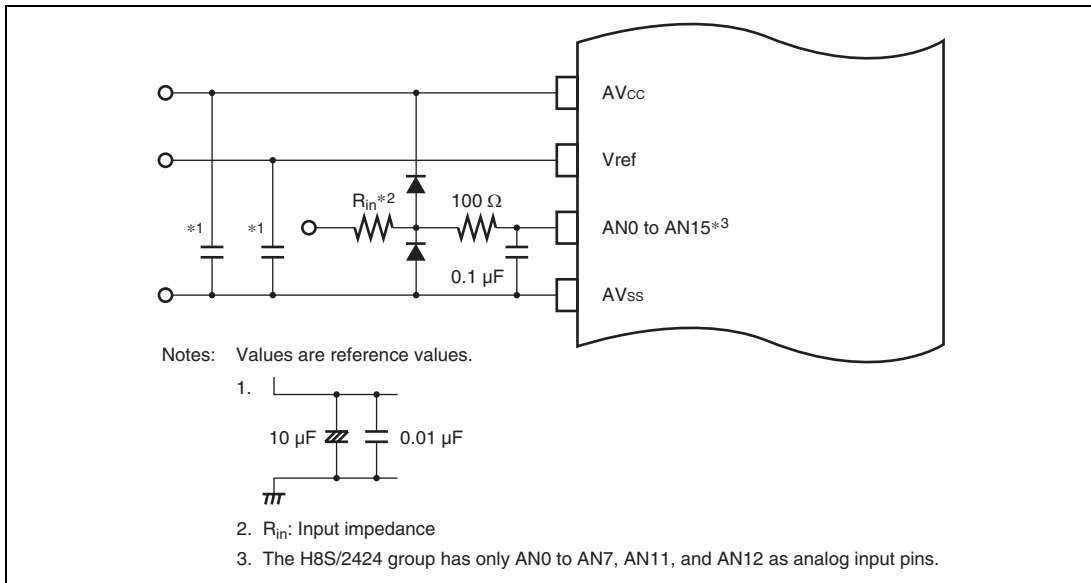 AVcc
Vref
Rin*2
100 Ω
*1
*1
AN0 to AN15*3
0.1 µF
AVss
Notes: Values are reference values.
1.
10 µF
0.01 µF
2. Rin: Input impedance
3. The H8S/2424 group has only AN0 to AN7, AN11, and AN12 as analog input pins.